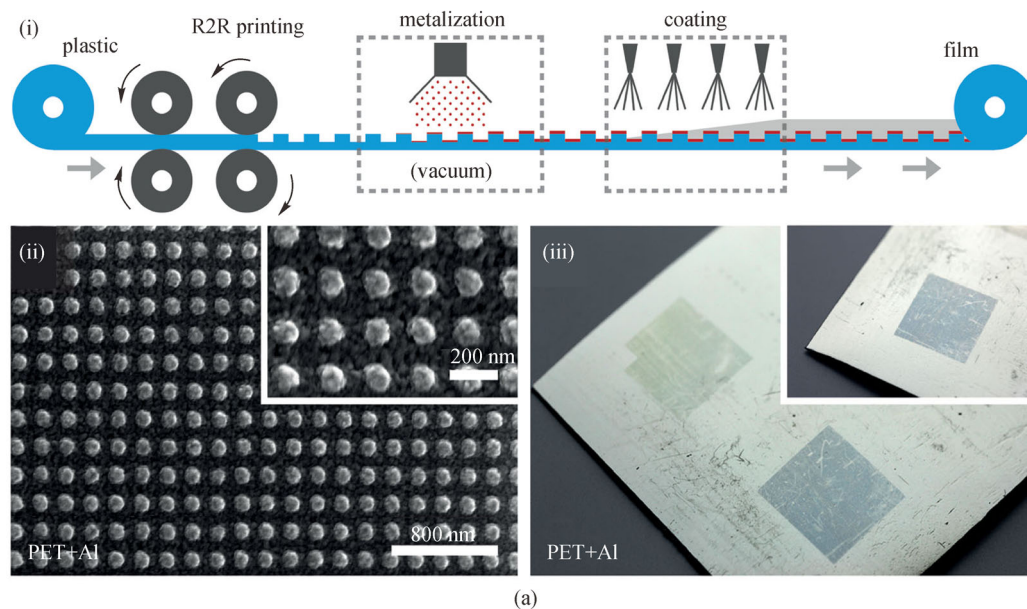 (i)
plastic
R2R printing
metalization
coating
film
(vacuum)
(ii)
200 nm
800 nm
PET+Al
(iii)
PET+Al
(a)